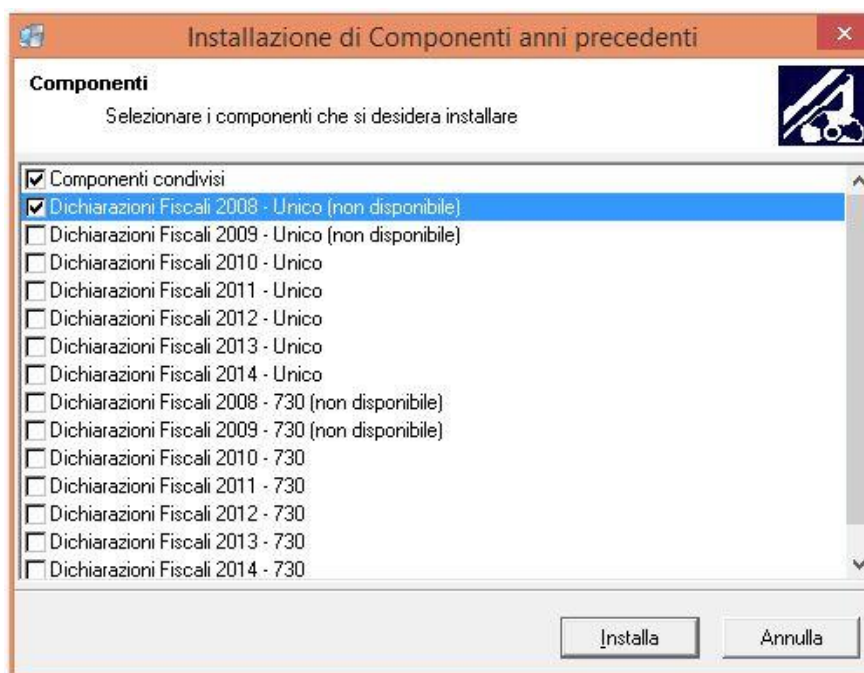 Installazione di Componenti anni precedenti
Componenti
Selezionare i componenti che si desidera installare
Componenti condivisi
Dichiarazioni Fiscali 2008 - Unico (non disponibile)
Dichiarazioni Fiscali 2009 - Unico (non disponibile)
Dichiarazioni Fiscali 2010 - Unico
Dichiarazioni Fiscali 2011 - Unico
Dichiarazioni Fiscali 2012 - Unico
Dichiarazioni Fiscali 2013 - Unico
Dichiarazioni Fiscali 2014 - Unico
Dichiarazioni Fiscali 2008 - 730 (non disponibile)
Dichiarazioni Fiscali 2009 - 730 (non disponibile)
Dichiarazioni Fiscali 2010 - 730
Dichiarazioni Fiscali 2011 - 730
Dichiarazioni Fiscali 2012 - 730
Dichiarazioni Fiscali 2013 - 730
Dichiarazioni Fiscali 2014 - 730
Installa Annulla